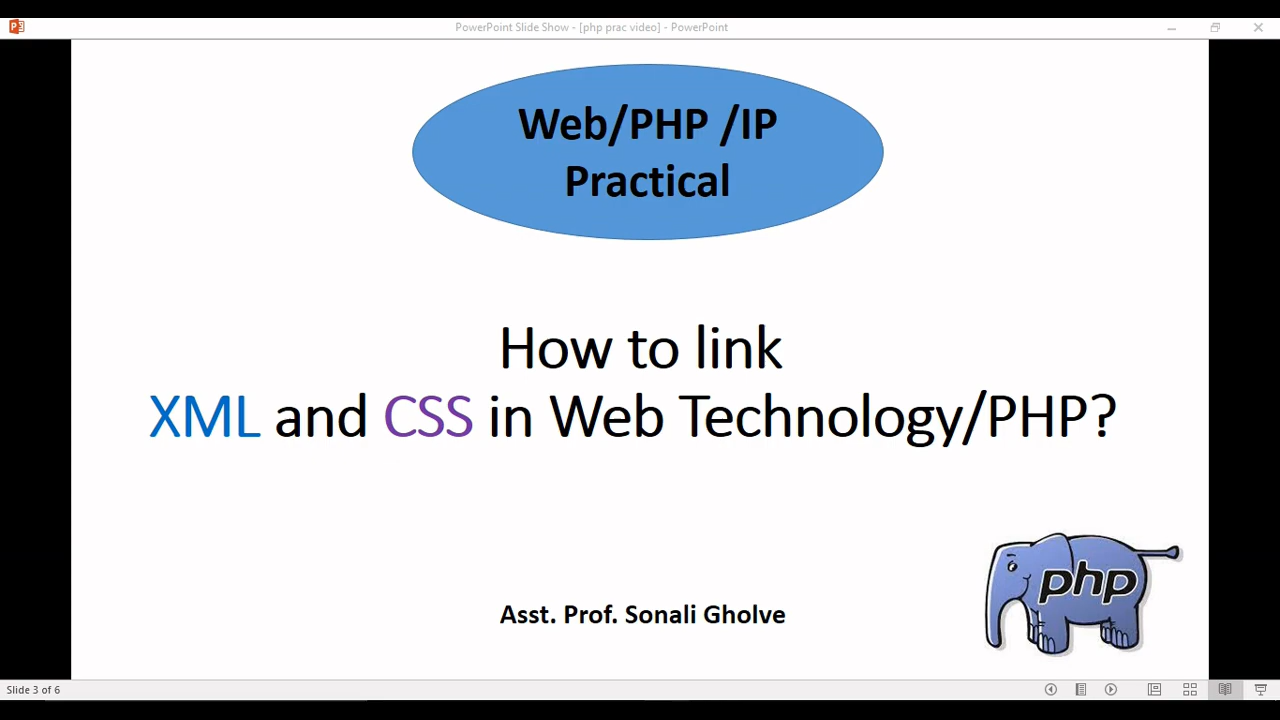 PowerPoint Slide Show - [php prac video] - PowerPoint
Web/PHP /IP
Practical
How to link
XML and CSS in Web Technology/PHP?
php
Asst. Prof. Sonali Gholve
Slide 3 of 6